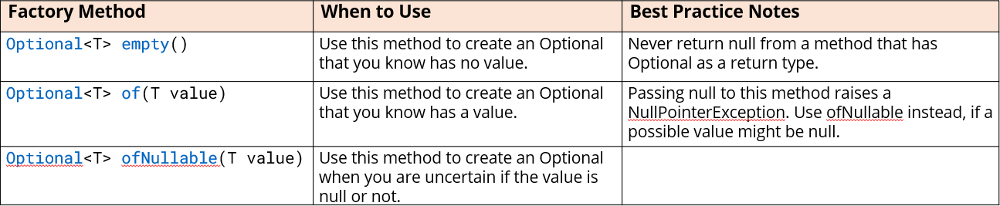 Factory Method
When to Use
Best Practice Notes
Optional<T> empty()
Use this method to create an Optional
that you know has no value.
Never return null from a method that has
Optional as a return type.
Optional<T> of(T value)
Use this method to create an Optional
that you know has a value.
Passing null to this method raises a
NullPointerException. Use ofNullable instead, if a
possible value might be null.
Optional<T> ofNullable(T value)
Use this method to create an Optional
when you are uncertain if the value is
null or not.